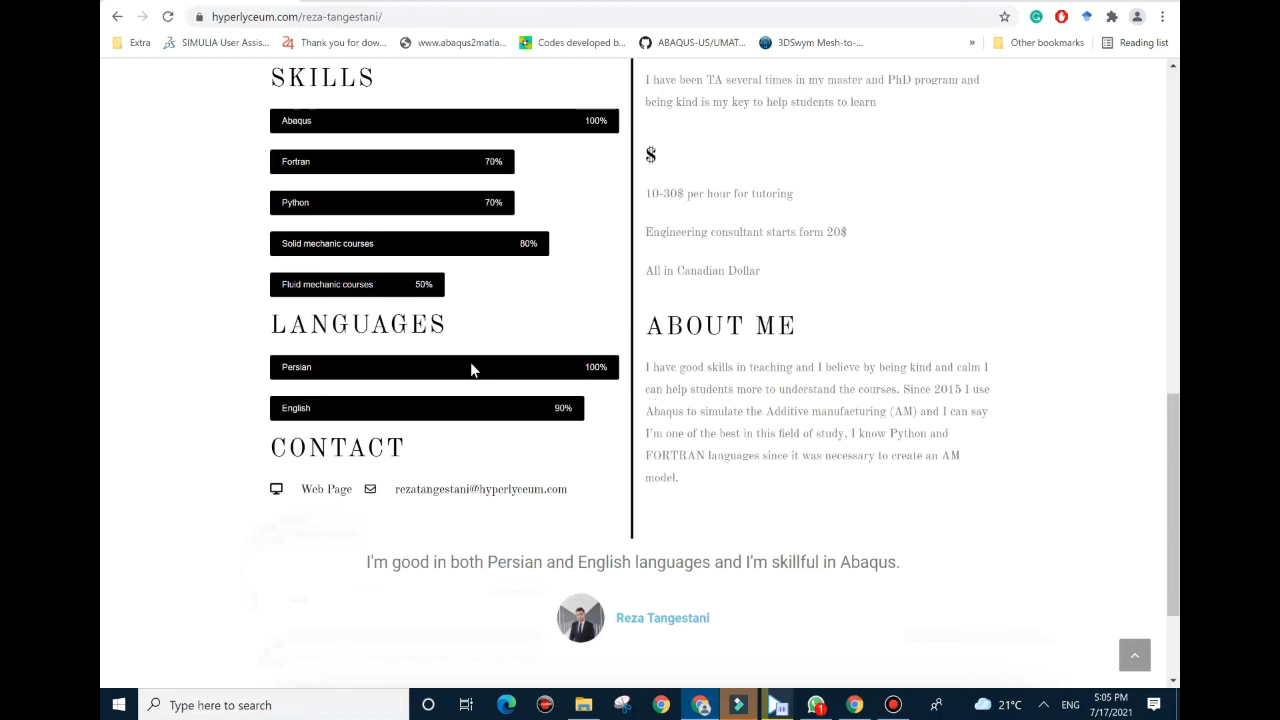 hyperlyceum.com/reza-tangestani/
Extra
SIMULIA User Assis...
Thank you for dow...
www.abaqus2matla...
Codes developed b...
ABAQUS-US/UMAT...
3DSwym Mesh-to-...
»
Other bookmarks
Reading list
SKILLS
Abaqus 100%
Fortran 70%
Python 70%
Solid mechanic courses 80%
Fluid mechanic courses 50%
LANGUAGES
Persian 100%
English 90%
CONTACT
Web Page rezatangestani@hyperlyceum.com
I have been TA several times in my master and PhD program and
being kind is my key to help students to learn
$
10-30$ per hour for tutoring
Engineering consultant starts form 20$
All in Canadian Dollar
ABOUT ME
I have good skills in teaching and I believe by being kind and calm I
can help students more to understand the courses. Since 2015 I use
Abaqus to simulate the Additive manufacturing (AM) and I can say
I'm one of the best in this field of study. I know Python and
FORTRAN languages since it was necessary to create an AM
model.
I'm good in both Persian and English languages and I'm skillful in Abaqus.
Reza Tangestani
Type here to search
1
21°C
ENG
5:05 PM
7/17/2021